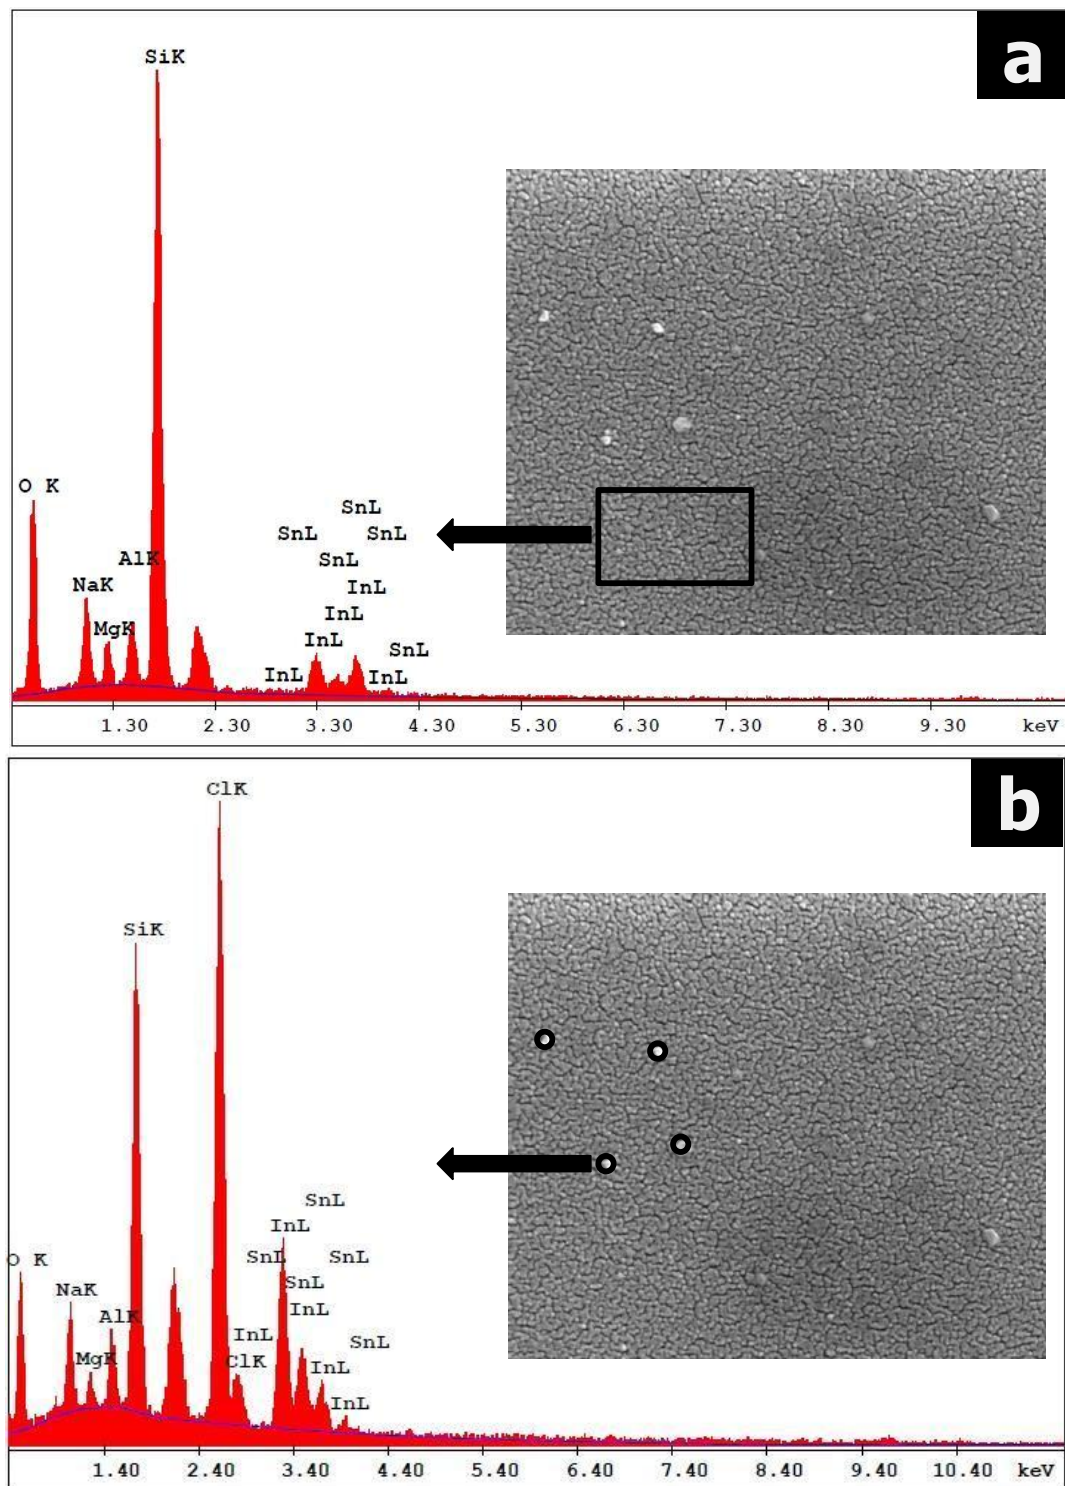 a
SiK
O K
SnL
SnL SnL
AlK SnL
NaK InL
MgK InL
InL
SnL
InL InL
1.30 2.30 3.30 4.30 5.30 6.30 7.30 8.30 9.30 keV
b
ClK
SiK
SnL
InL
O K SnL SnL
NaK SnL
AlK InL
InL SnL
MgK ClK InL
InL
1.40 2.40 3.40 4.40 5.40 6.40 7.40 8.40 9.40 10.40 keV